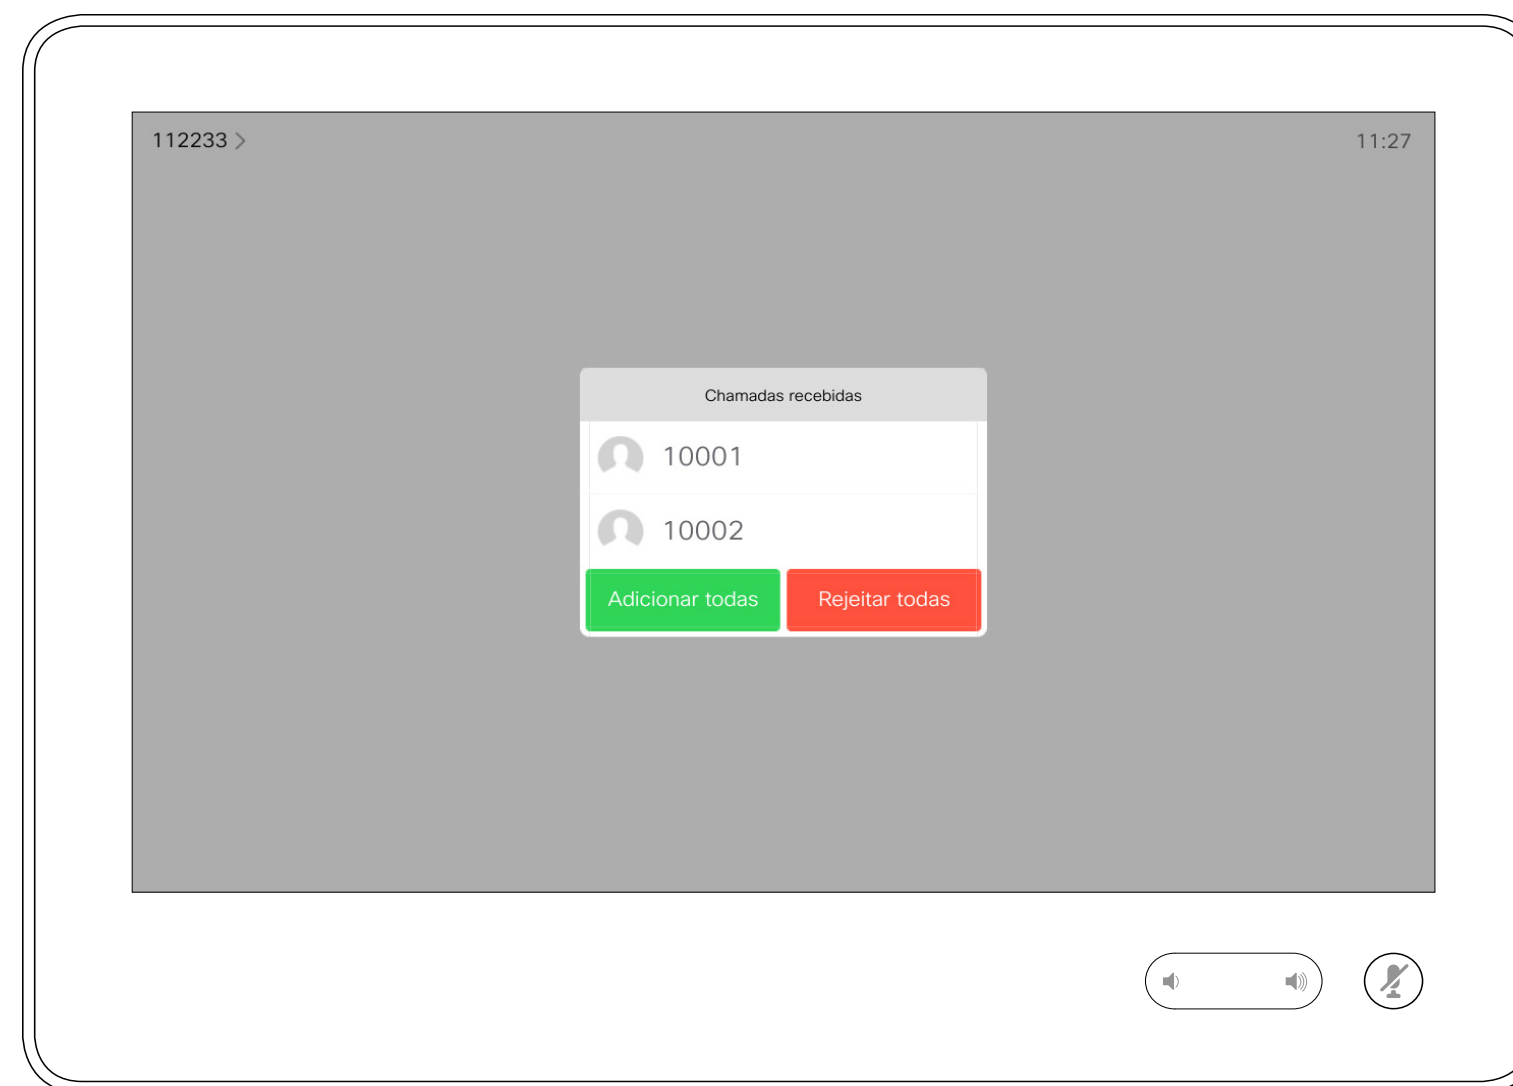 112233 >
11:27
Chamadas recebidas
10001
10002
Adicionar todas
Rejeitar todas